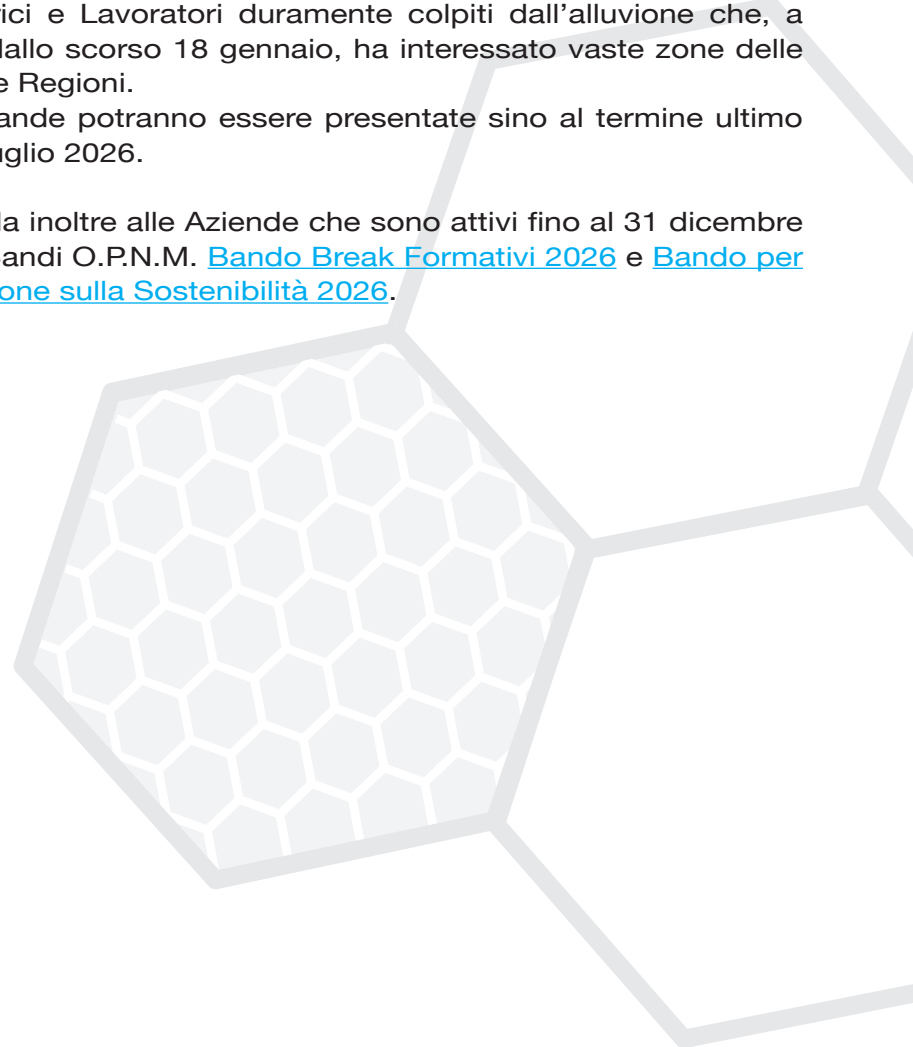 rici e Lavoratori duramente colpiti dall’alluvione che, a
dallo scorso 18 gennaio, ha interessato vaste zone delle
e Regioni.
ande potranno essere presentate sino al termine ultimo
uglio 2026.
da inoltre alle Aziende che sono attivi fino al 31 dicembre
andi O.P.N.M. Bando Break Formativi 2026 e Bando per
one sulla Sostenibilità 2026.